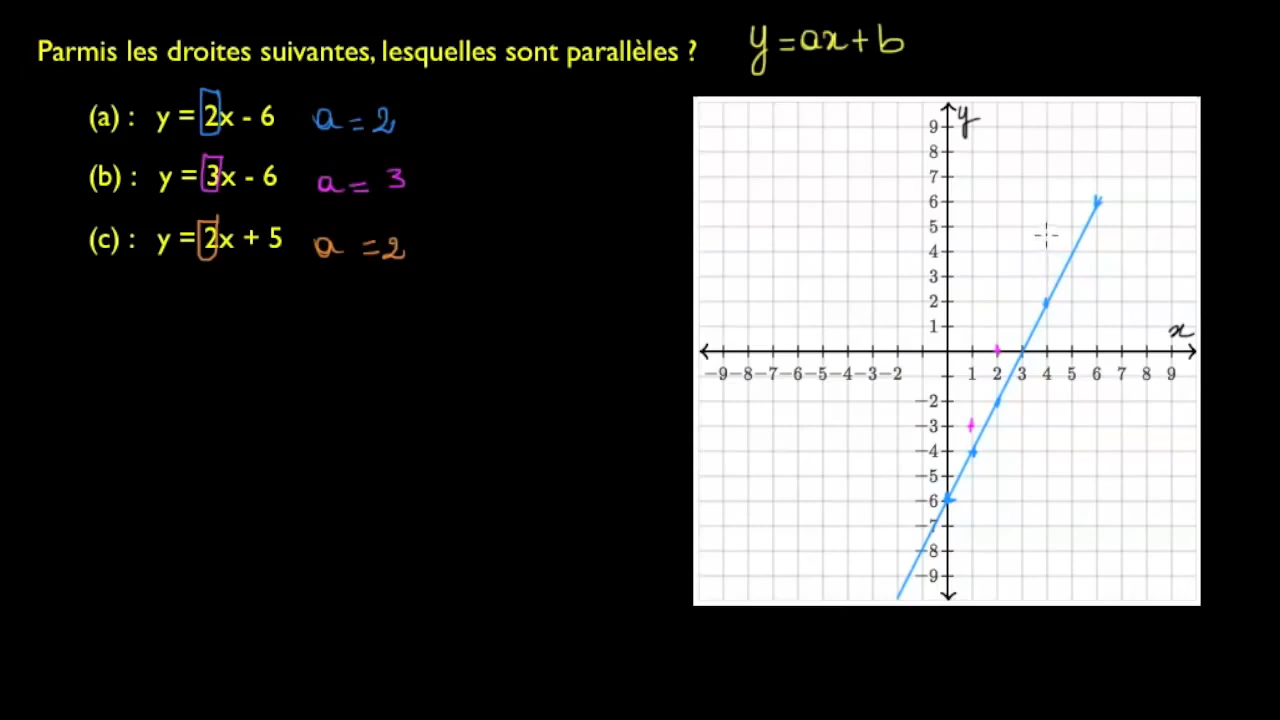 Parmis les droites suivantes, lesquelles sont parallèles ? y = ax + b
(a) : y = 2x - 6 a = 2
(b) : y = 3x - 6 a = 3
(c) : y = 2x + 5 a = 2
y
9
8
7
6
5
4
3
2
1
x
−9 −8 −7 −6 −5 −4 −3 −2 1 2 3 4 5 6 7 8 9
−2
−3
−4
−5
−6
−7
−8
−9